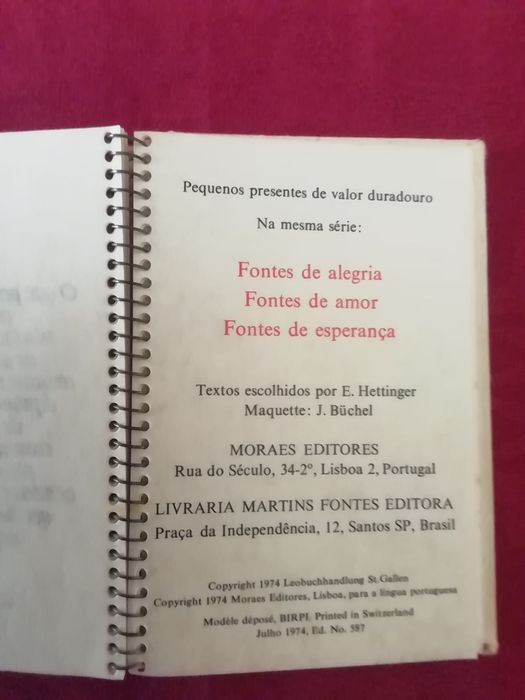 Pequenos presentes de valor duradouro
Na mesma série:
Fontes de alegria
Fontes de amor
Fontes de esperança
Textos escolhidos por E. Hettinger
Maquette: J. Büchel
MORAES EDITORES
Rua do Século, 34-2º, Lisboa 2, Portugal
LIVRARIA MARTINS FONTES EDITORA
Praça da Independência, 12, Santos SP, Brasil
Copyright 1974 Leobuchhandlung St. Gallen
Copyright 1974 Moraes Editores, Lisboa, para a língua portuguesa
Modèle déposé, BIRPI, Printed in Switzerland
Julho 1974, Ed. No. 587